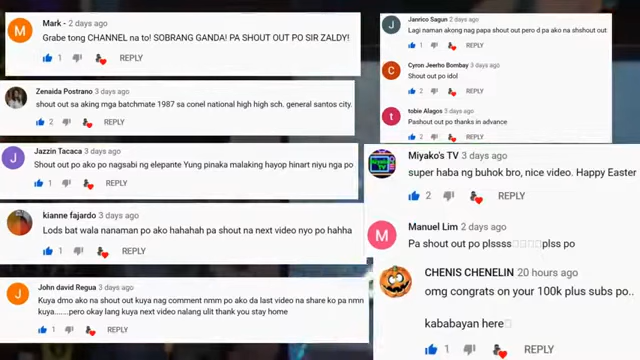 Mark - 2 days ago
Grabe tong CHANNEL na to! SOBRANG GANDA! PA SHOUT OUT PO SIR ZALDY!
1 REPLY
Zenaida Postrano 3 days ago
shout out sa aking mga batchmate 1987 sa conel national high high sch. general santos city.
2 REPLY
J
Jazzin Tacaca 3 days ago
Shout out po ako po nagsabi ng elepante Yung pinaka malaking hayop hinart niyu nga po
1 REPLY
kianne fajardo 3 days ago
Lods bat wala nanaman po ako hahahah pa shout na next video nyo po hahha
1 REPLY
J
John david Regua 3 days ago
Kuya dmo ako na shout out kuya nag comment nmm po ako da last video na share ko pa nmn
kuya.......pero okay lang kuya next video nalang ulit thank you stay home
1 REPLY
J
Janrico Sagun 2 days ago
Lagi naman akong nag papa shout out pero d pa ako na shshout out
1 REPLY
C
Cyron Jeerho Bombay 3 days ago
Shout out po idol
2 REPLY
t
tobie Alagos 3 days ago
Pashout out po thanks in advance
3 REPLY
Miyako's TV 3 days ago
super haba ng buhok bro, nice video. Happy Easter
2 REPLY
M
Manuel Lim 2 days ago
Pa shout out po plssss plss po
CHENIS CHENELIN 20 hours ago
omg congrats on your 100k plus subs po..
kababayan here
1 REPLY